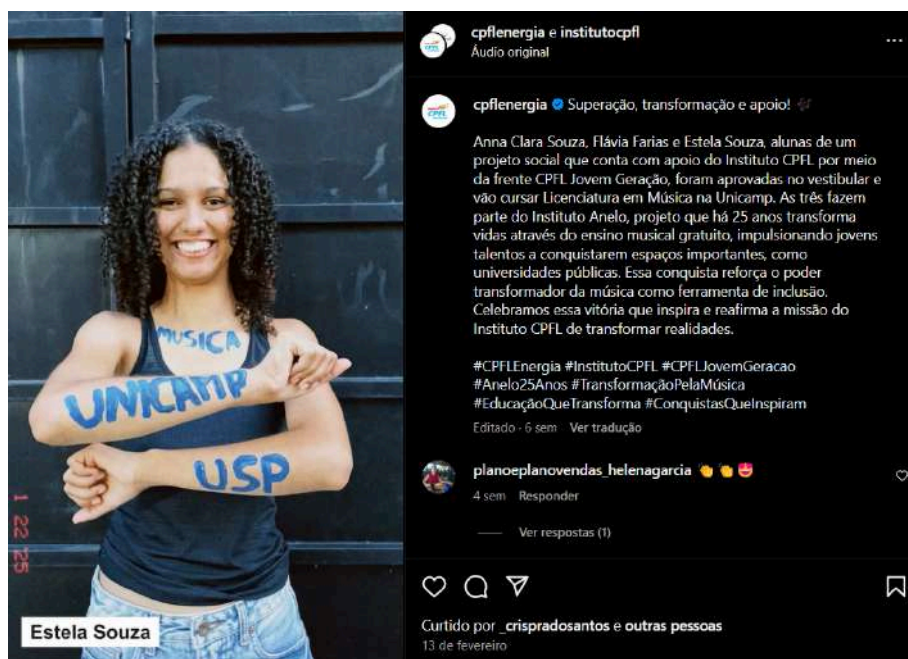 MUSICA
UNICAMP
USP
1 22 25
Estela Souza
cpflenergia e institutocpfl
Áudio original
cpflenergia Superação, transformação e apoio!
Anna Clara Souza, Flávia Farias e Estela Souza, alunas de um
projeto social que conta com apoio do Instituto CPFL por meio
da frente CPFL Jovem Geração, foram aprovadas no vestibular e
vão cursar Licenciatura em Música na Unicamp. As três fazem
parte do Instituto Anelo, projeto que há 25 anos transforma
vidas através do ensino musical gratuito, impulsionando jovens
talentos a conquistarem espaços importantes, como
universidades públicas. Essa conquista reforça o poder
transformador da música como ferramenta de inclusão.
Celebramos essa vitória que inspira e reafirma a missão do
Instituto CPFL de transformar realidades.
#CPFLEnergia #InstitutoCPFL #CPFLJovemGeracao
#Anelo25Anos #TransformaçãoPelaMúsica
#EducaçãoQueTransforma #ConquistasQueInspiram
Editado · 6 sem Ver tradução
planoeplanovendas_helenagarcia 👏👏😍
4 sem Responder
Ver respostas (1)
Curtido por _crispradosantos e outras pessoas
13 de fevereiro